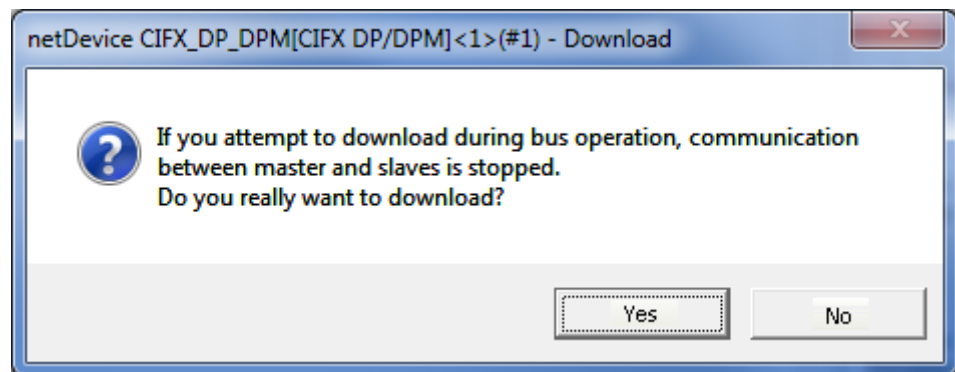 netDevice CIFX_DP_DPM[CIFX DP/DPM]<1>(#1) - Download
If you attempt to download during bus operation, communication
between master and slaves is stopped.
Do you really want to download?
Yes
No